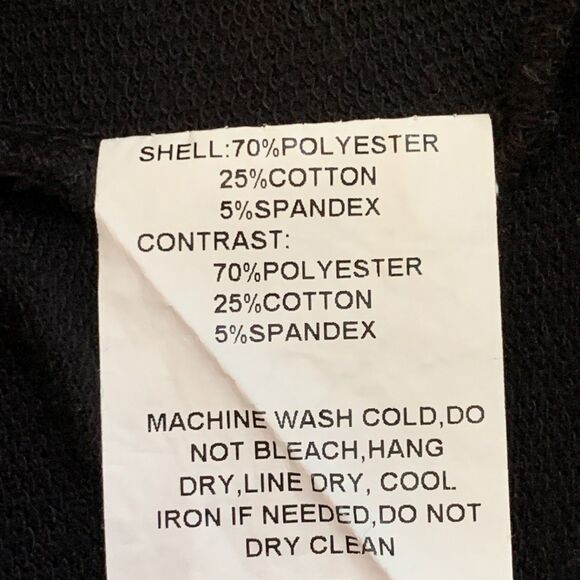 SHELL:70%POLYESTER
25%COTTON
5%SPANDEX
CONTRAST:
70%POLYESTER
25%COTTON
5%SPANDEX
MACHINE WASH COLD,DO
NOT BLEACH,HANG
DRY,LINE DRY, COOL
IRON IF NEEDED,DO NOT
DRY CLEAN